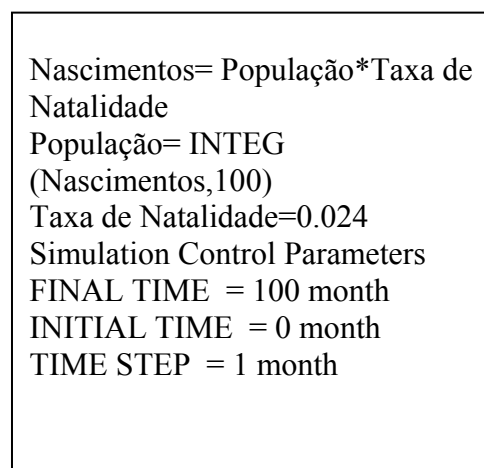 Nascimentos= População*Taxa de
Natalidade
População= INTEG
(Nascimentos,100)
Taxa de Natalidade=0.024
Simulation Control Parameters
FINAL TIME  = 100 month
INITIAL TIME  = 0 month
TIME STEP  = 1 month